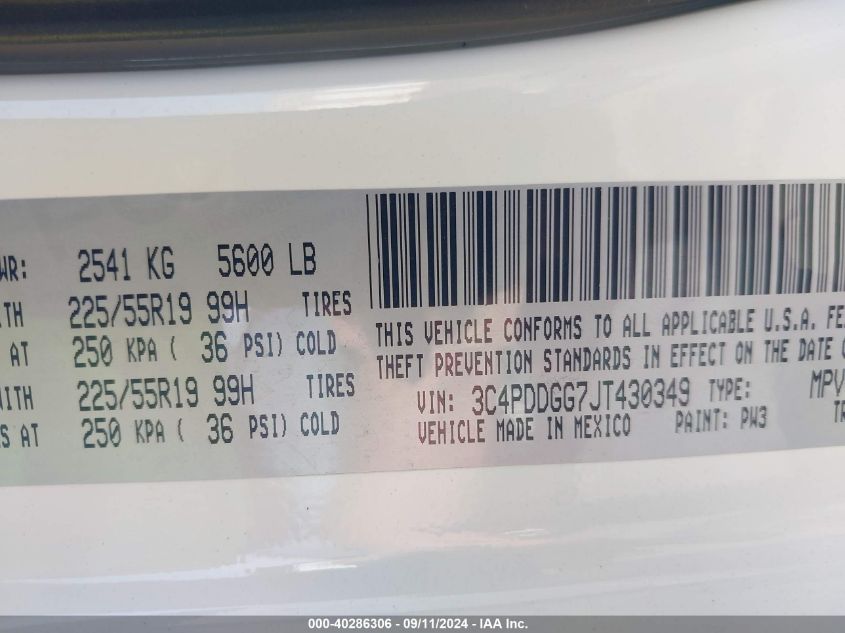 WR: 2541 KG 5600 LB
ITH 225/55R19 99H TIRES
AT 250 KPA ( 36 PSI) COLD
WITH 225/55R19 99H TIRES
S AT 250 KPA ( 36 PSI) COLD
THIS VEHICLE CONFORMS TO ALL APPLICABLE U.S.A. FE
THEFT PREVENTION STANDARDS IN EFFECT ON THE DATE
VIN: 3C4PDDGG7JT430349 TYPE: MPV
VEHICLE MADE IN MEXICO PAINT: PW3 TR
000-40286306 - 09/11/2024 - IAA Inc.